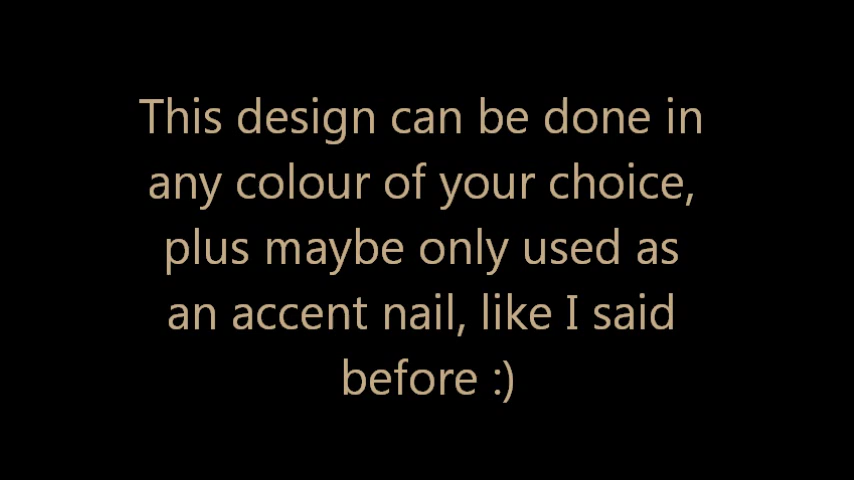 This design can be done in
any colour of your choice,
plus maybe only used as
an accent nail, like I said
before :)